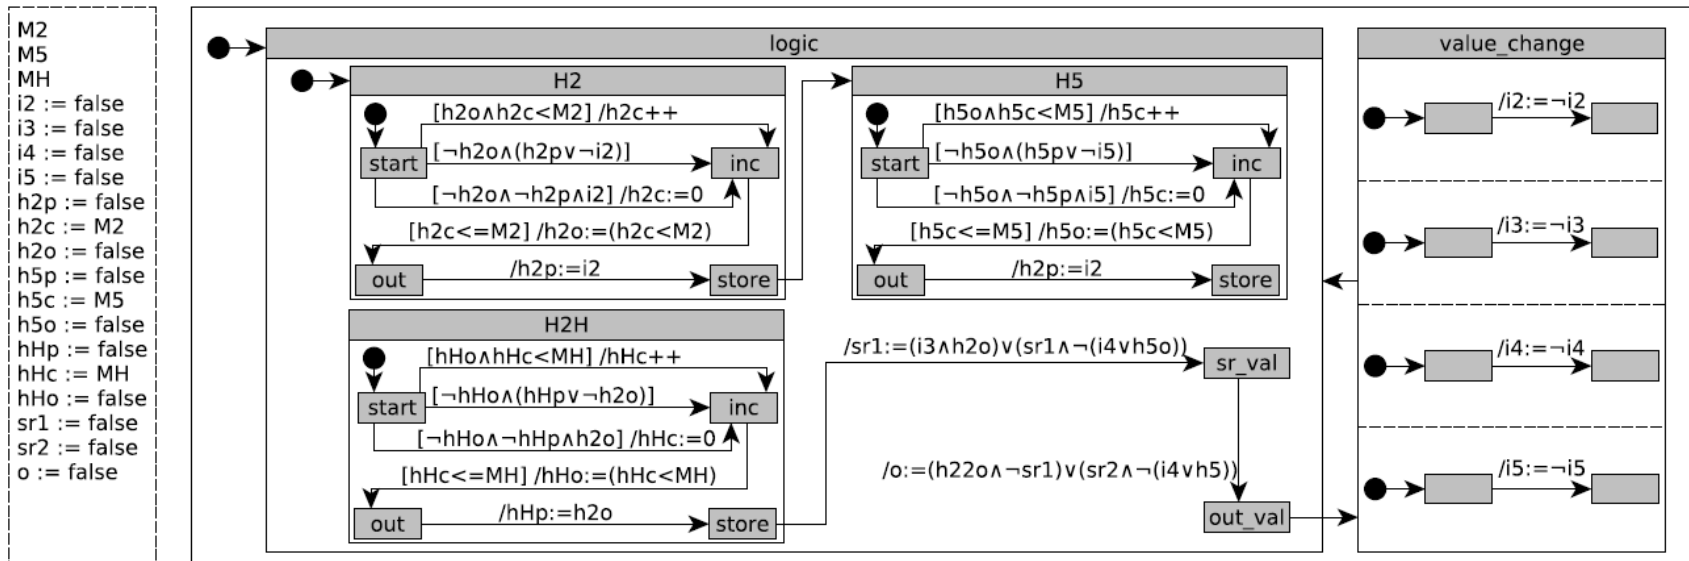 M2
M5
MH
i2 := false
i3 := false
i4 := false
i5 := false
h2p := false
h2c := M2
h2o := false
h5p := false
h5c := M5
h5o := false
hHp := false
hHc := MH
hHo := false
sr1 := false
sr2 := false
o := false
logic
H2
[h2o∧h2c<M2] /h2c++
start
[¬h2o∧(h2p∨¬i2)]
inc
[¬h2o∧¬h2p∧i2] /h2c:=0
[h2c<=M2] /h2o:=(h2c<M2)
out
/h2p:=i2
store
H5
[h5o∧h5c<M5] /h5c++
start
[¬h5o∧(h5p∨¬i5)]
inc
[¬h5o∧¬h5p∧i5] /h5c:=0
[h5c<=M5] /h5o:=(h5c<M5)
out
/h2p:=i2
store
H2H
[hHo∧hHc<MH] /hHc++
start
[¬hHo∧(hHp∨¬h2o)]
inc
[¬hHo∧¬hHp∧h2o] /hHc:=0
[hHc<=MH] /hHo:=(hHc<MH)
out
/hHp:=h2o
store
/sr1:=(i3∧h2o)∨(sr1∧¬(i4∨h5o))
sr_val
/o:=(h22o∧¬sr1)∨(sr2∧¬(i4∨h5))
out_val
value_change
/i2:=¬i2
/i3:=¬i3
/i4:=¬i4
/i5:=¬i5